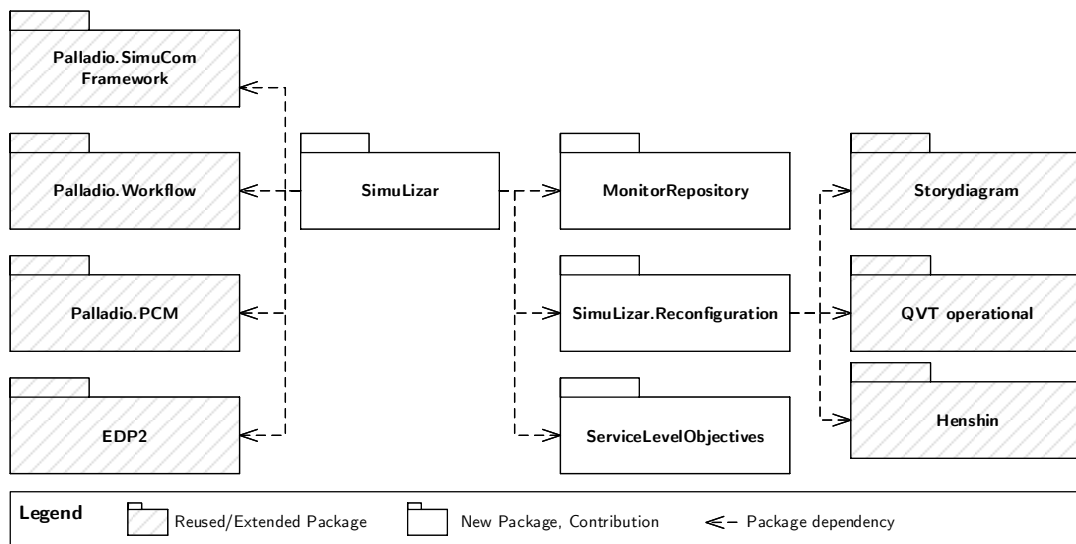 Palladio.SimuCom
Framework
Palladio.Workflow
SimuLizar
MonitorRepository
Storydiagram
Palladio.PCM
SimuLizar.Reconfiguration
QVT operational
EDP2
ServiceLevelObjectives
Henshin
Legend
Reused/Extended Package
New Package, Contribution
Package dependency